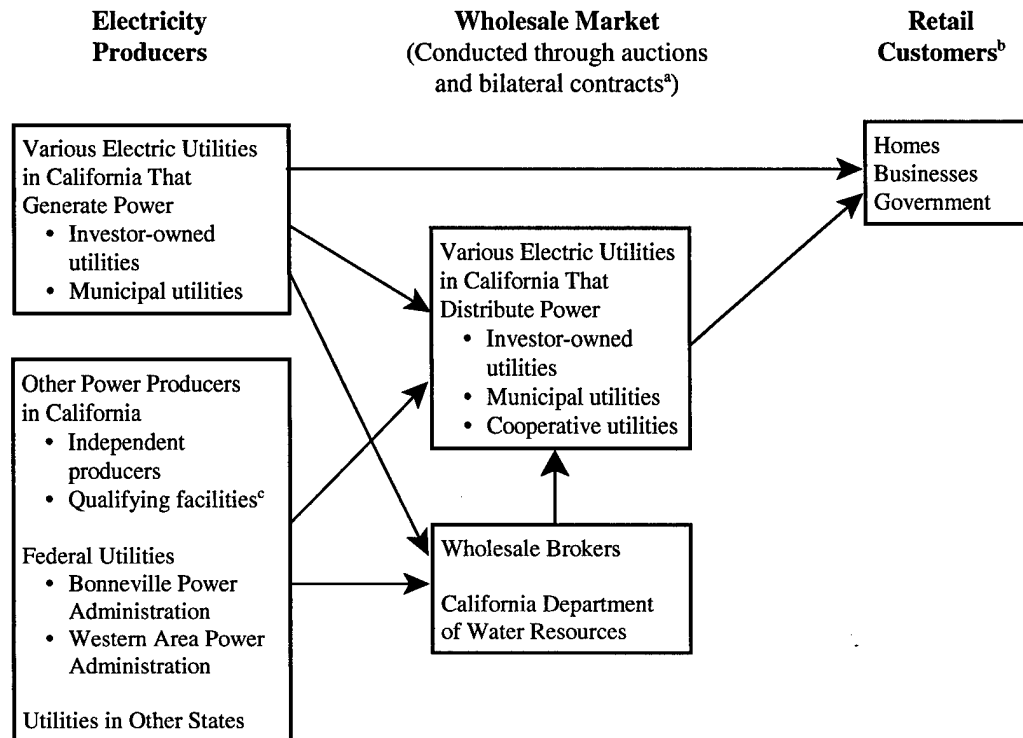 Electricity
Producers
Wholesale Market
(Conducted through auctions
and bilateral contractsᵃ)
Retail
Customersᵇ
Various Electric Utilities
in California That
Generate Power
• Investor-owned
utilities
• Municipal utilities
Other Power Producers
in California
• Independent
producers
• Qualifying facilitiesᶜ
Federal Utilities
• Bonneville Power
Administration
• Western Area Power
Administration
Utilities in Other States
Various Electric Utilities
in California That
Distribute Power
• Investor-owned
utilities
• Municipal utilities
• Cooperative utilities
Wholesale Brokers
California Department
of Water Resources
Homes
Businesses
Government